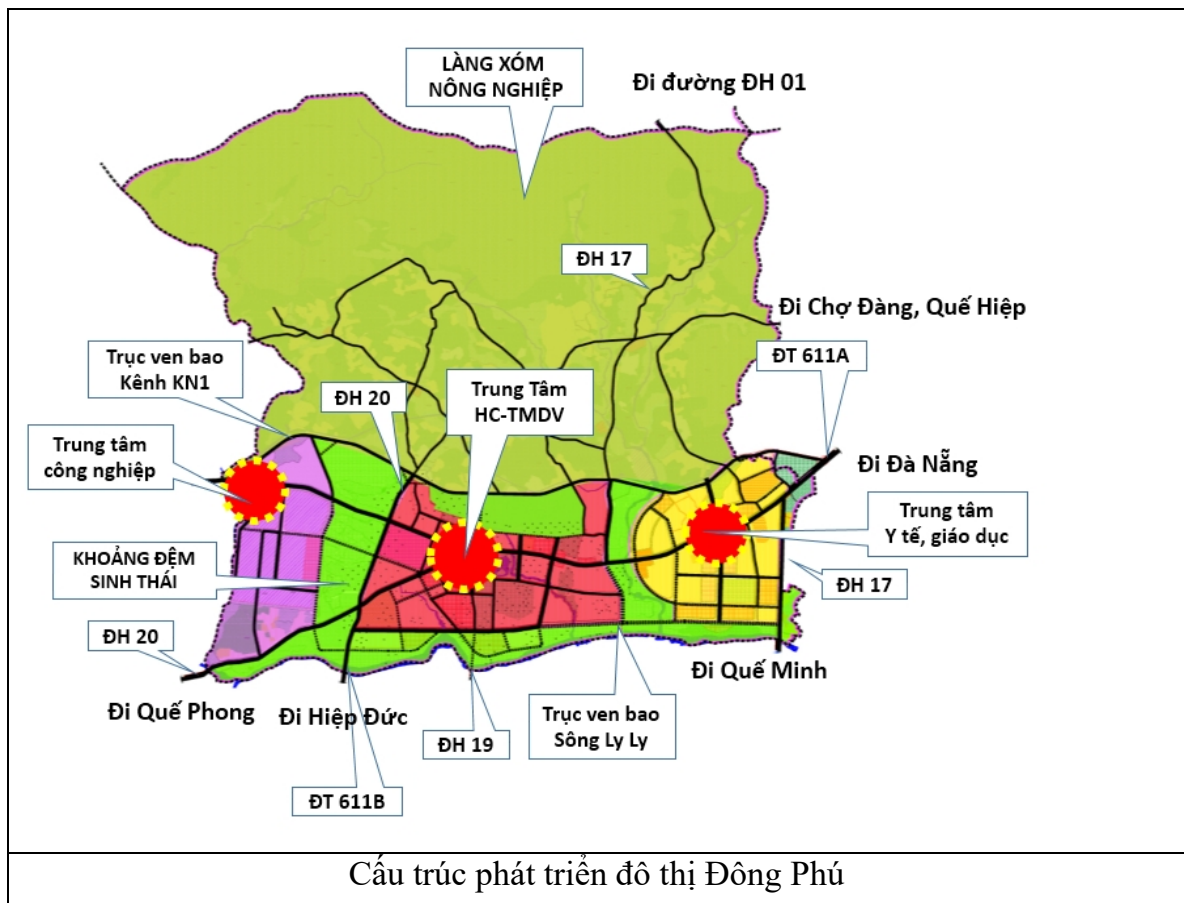 LÀNG XÓM
NÔNG NGHIỆP
Đi đường ĐH 01
ĐH 17
Đi Chợ Đàng, Quế Hiệp
ĐT 611A
Trục ven bao
Kênh KN1
ĐH 20
Trung Tâm
HC-TMDV
Trung tâm
công nghiệp
Đi Đà Nẵng
Trung tâm
Y tế, giáo dục
KHOẢNG ĐỆM
SINH THÁI
ĐH 17
ĐH 20
Đi Quế Minh
Đi Quế Phong
Đi Hiệp Đức
Trục ven bao
Sông Ly Ly
ĐH 19
ĐT 611B
Cấu trúc phát triển đô thị Đông Phú